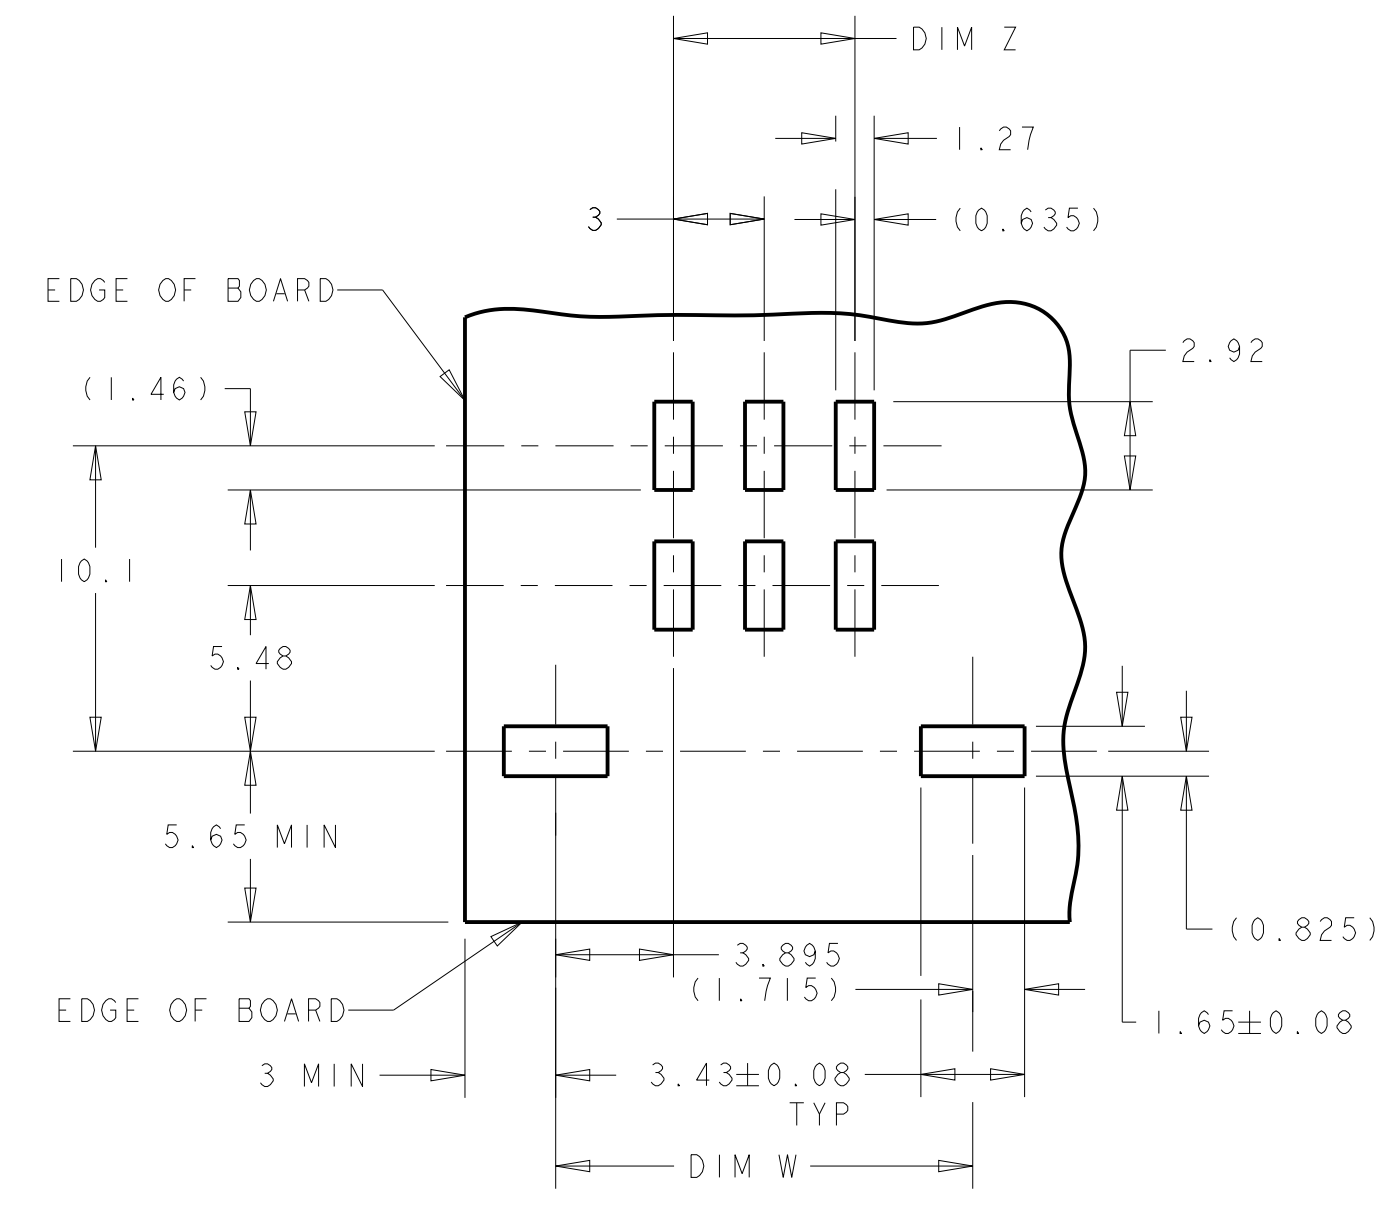 DIM Z
1.27
3
(0.635)
EDGE OF BOARD
2.92
(1.46)
10.1
5.48
5.65 MIN
(0.825)
3.895
(1.715)
EDGE OF BOARD
1.65±0.08
3 MIN
3.43±0.08
TYP
DIM W